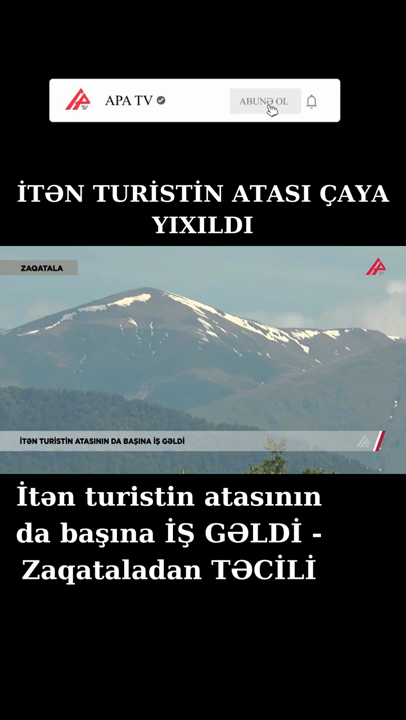 APA TV
ABUNƏ OL
İTƏN TURİSTİN ATASI ÇAYA
YIXILDI
ZAQATALA
İTƏN TURİSTİN ATASININ DA BAŞINA İŞ GƏLDİ
İtən turistin atasının
da başına İŞ GƏLDİ -
Zaqataladan TƏCİLİ